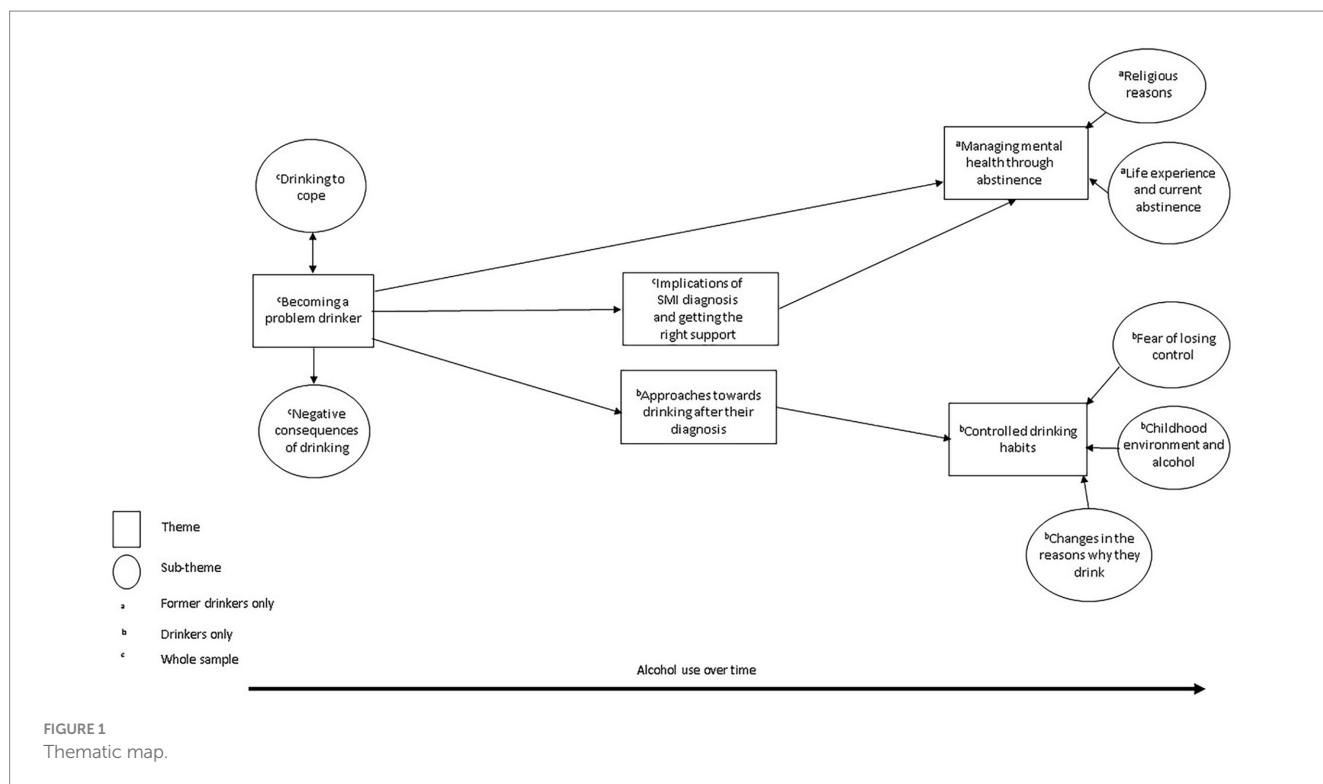 ᵃReligious
reasons
ᶜDrinking to
cope
ᵃManaging mental
health through
abstinence
ᵃLife experience
and current
abstinence
ᶜBecoming a
problem drinker
ᶜImplications of
SMI diagnosis
and getting the
right support
ᵇFear of losing
control
ᶜNegative
consequences
of drinking
ᵇApproaches towards
drinking after their
diagnosis
ᵇControlled drinking
habits
ᵇChildhood
environment and
alcohol
ᵇChanges in the
reasons why they
drink
Theme
Sub-theme
ᵃ Former drinkers only
ᵇ Drinkers only
ᶜ Whole sample
Alcohol use over time
FIGURE 1
Thematic map.